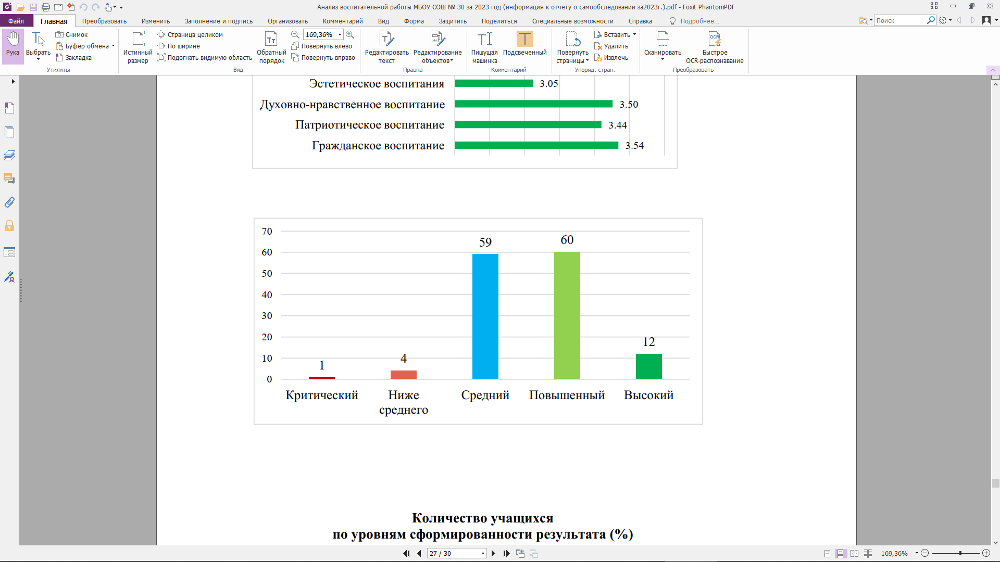 Анализ воспитательной работы МБОУ СОШ № 30 за 2023 год (информация к отчету о самообследовании за2023г.).pdf - Foxit PhantomPDF
Файл Главная Преобразовать Изменить Заполнение и подпись Организовать Комментарий Вид Форма Защитить Поделиться Специальные возможности Справка Подробнее... Поиск
Рука
Выбрать
Снимок
Буфер обмена
Закладка
Утилиты
Истинный
размер
Страница целиком
По ширине
Подогнать видимую область
Обратный
порядок
169,36%
Повернуть влево
Повернуть вправо
Вид
Редактировать
текст
Редактирование
объектов
Правка
Пишущая
машинка
Подсвеченный
Комментарий
Повернуть
страницы
Вставить
Удалить
Извлечь
Упоряд. стран.
Сканировать
OCR
Быстрое
OCR-распознавание
Преобразовать
Эстетическое воспитания 3.05
Духовно-нравственное воспитание 3.50
Патриотическое воспитание 3.44
Гражданское воспитание 3.54
70
60
50
40
30
20
10
0
1
4
59
60
12
Критический
Ниже
среднего
Средний
Повышенный
Высокий
Количество учащихся
по уровням сформированности результата (%)
27 / 30
169,36%